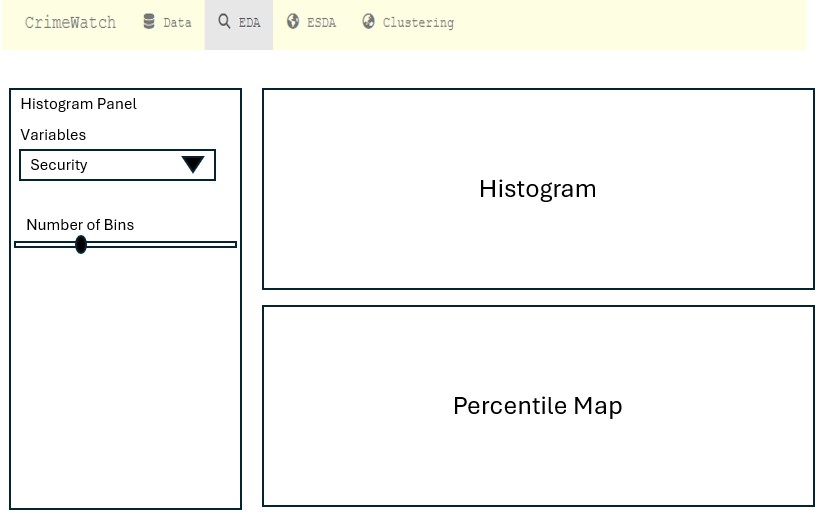 CrimeWatch Data EDA ESDA Clustering
Histogram Panel
Variables
Security
Number of Bins
Histogram
Percentile Map